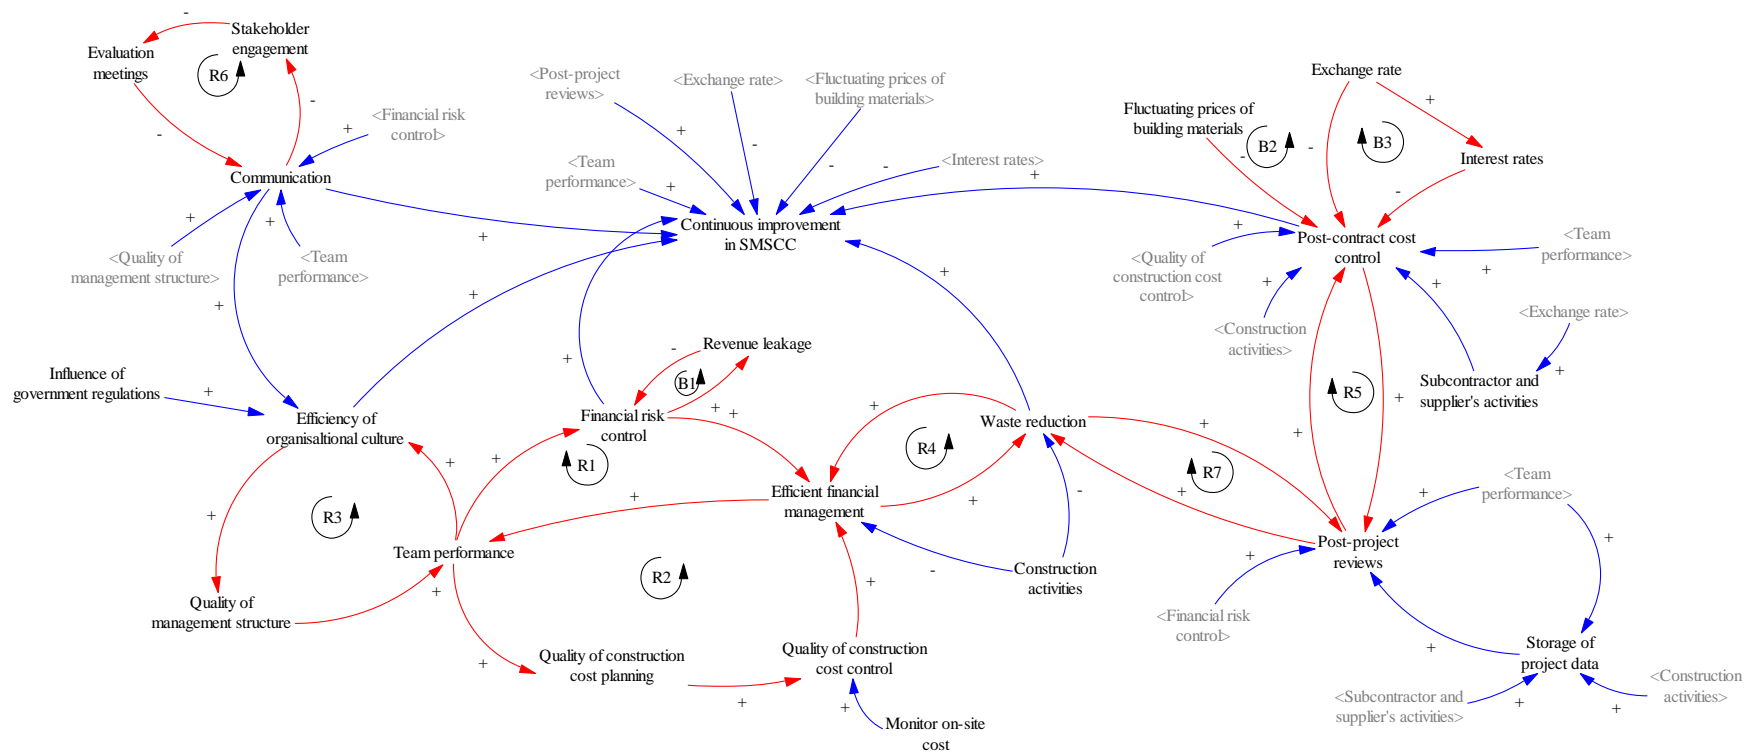 Stakeholder
engagement
Evaluation
meetings
-
R6
-
-
<Financial risk
control>
+
Communication
<Quality of
management structure>
+
<Team
performance>
+
+
+
<Post-project
reviews>
+
<Exchange rate>
-
<Fluctuating prices of
building materials>
-
<Team
performance>
+
<Interest rates>
-
+
Continuous improvement
in SMSCC
+
+
+
Exchange rate
+
Fluctuating prices of
building materials
-
B2
-
B3
Interest rates
-
Post-contract cost
control
<Quality of
construction cost
control>
+
<Construction
activities>
+
<Team
performance>
+
+
<Exchange rate>
+
Subcontractor and
supplier's activities
R5
+
+
Influence of
government regulations
+
Efficiency of
organisaltional culture
+
Revenue leakage
-
B1
+
+
Financial risk
control
+
R1
+
+
R4
Waste reduction
+
+
+
R7
Efficient financial
management
+
R3
+
Team performance
+
Quality of
management structure
R2
+
-
-
Construction
activities
+
Quality of construction
cost planning
+
Quality of construction
cost control
+
Monitor on-site
cost
<Team
performance>
+
+
Post-project
reviews
+
<Financial risk
control>
+
Storage of
project data
<Subcontractor and
supplier's activities>
+
<Construction
activities>
+